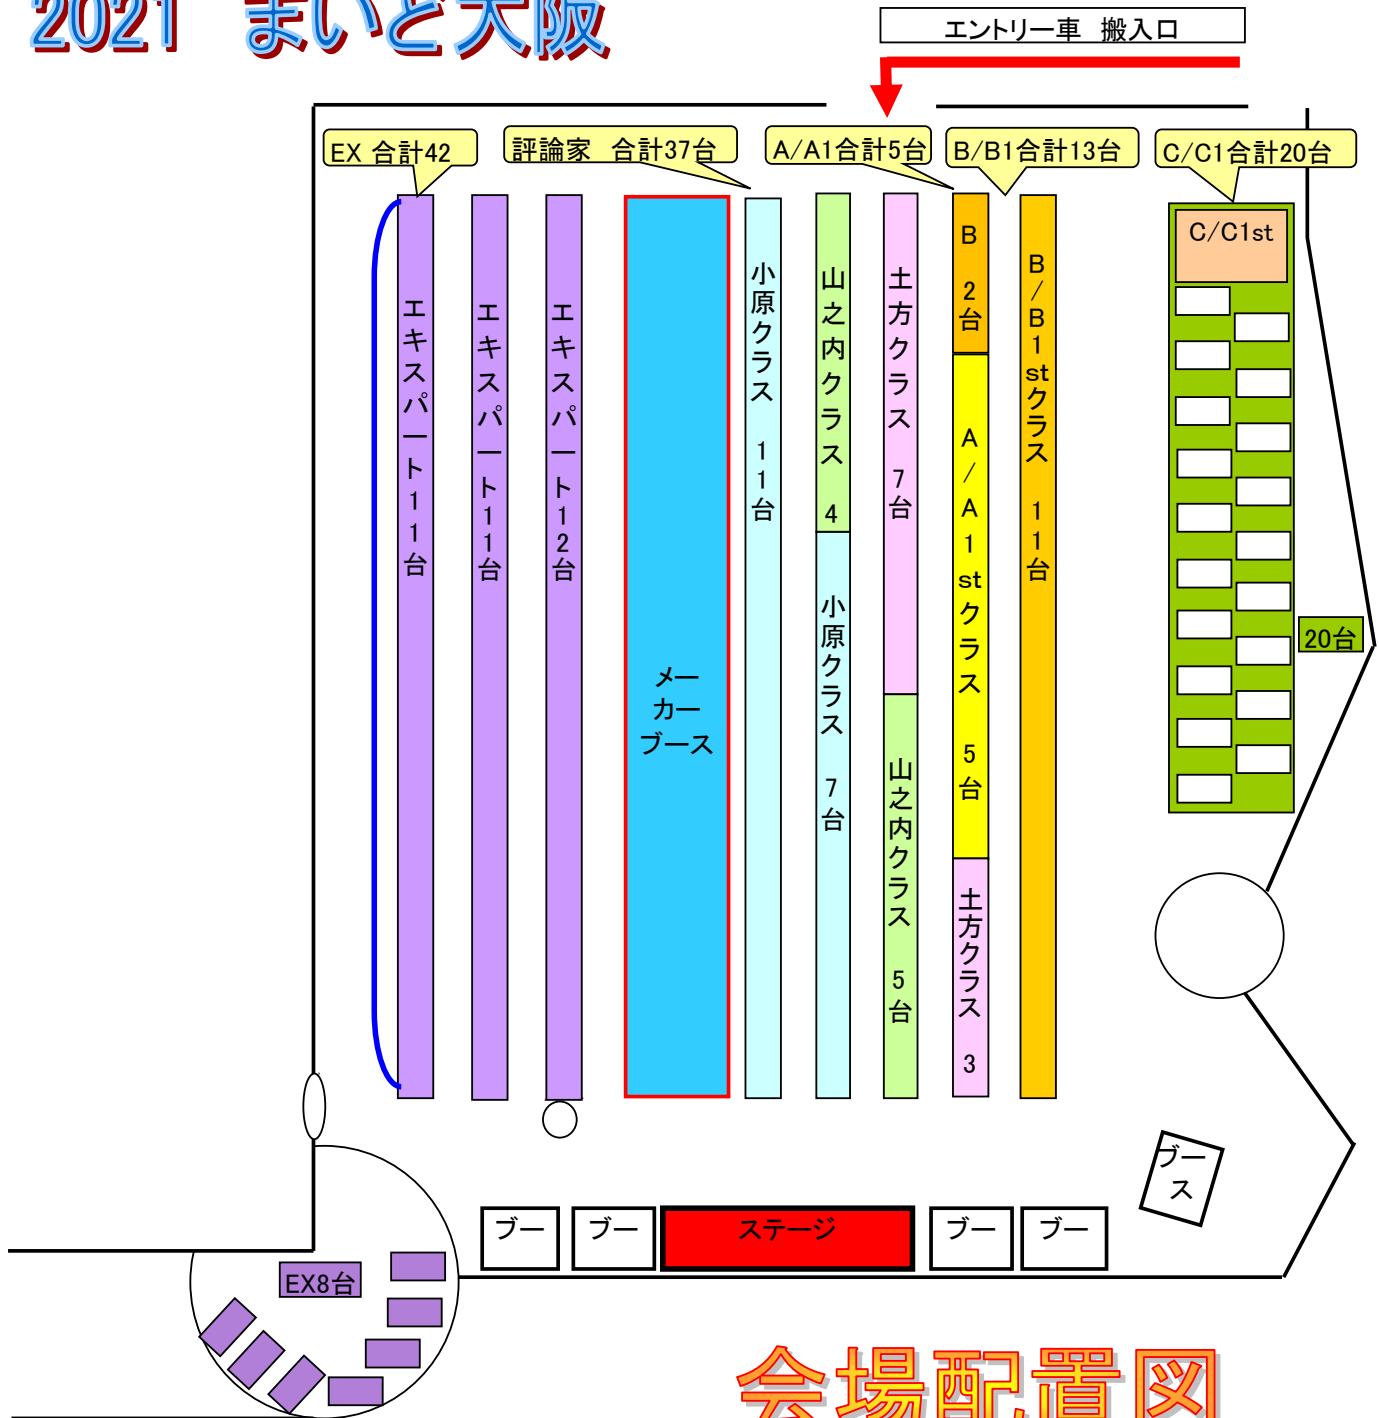 2021 まいど大阪
エントリー車 搬入口
EX 合計42
評論家 合計37台
A/A1合計5台
B/B1合計13台
C/C1合計20台
エキスパート11台
エキスパート11台
エキスパート12台
メー
カー
ブース
小原クラス 11台
山之内クラス 4
小原クラス 7台
土方クラス 7台
山之内クラス 5台
B 2台
A/A1stクラス 5台
土方クラス 3
B/B1stクラス 11台
C/C1st
20台
ブー
ス
ブー
ブー
ステージ
ブー
ブー
EX8台
会場配置図